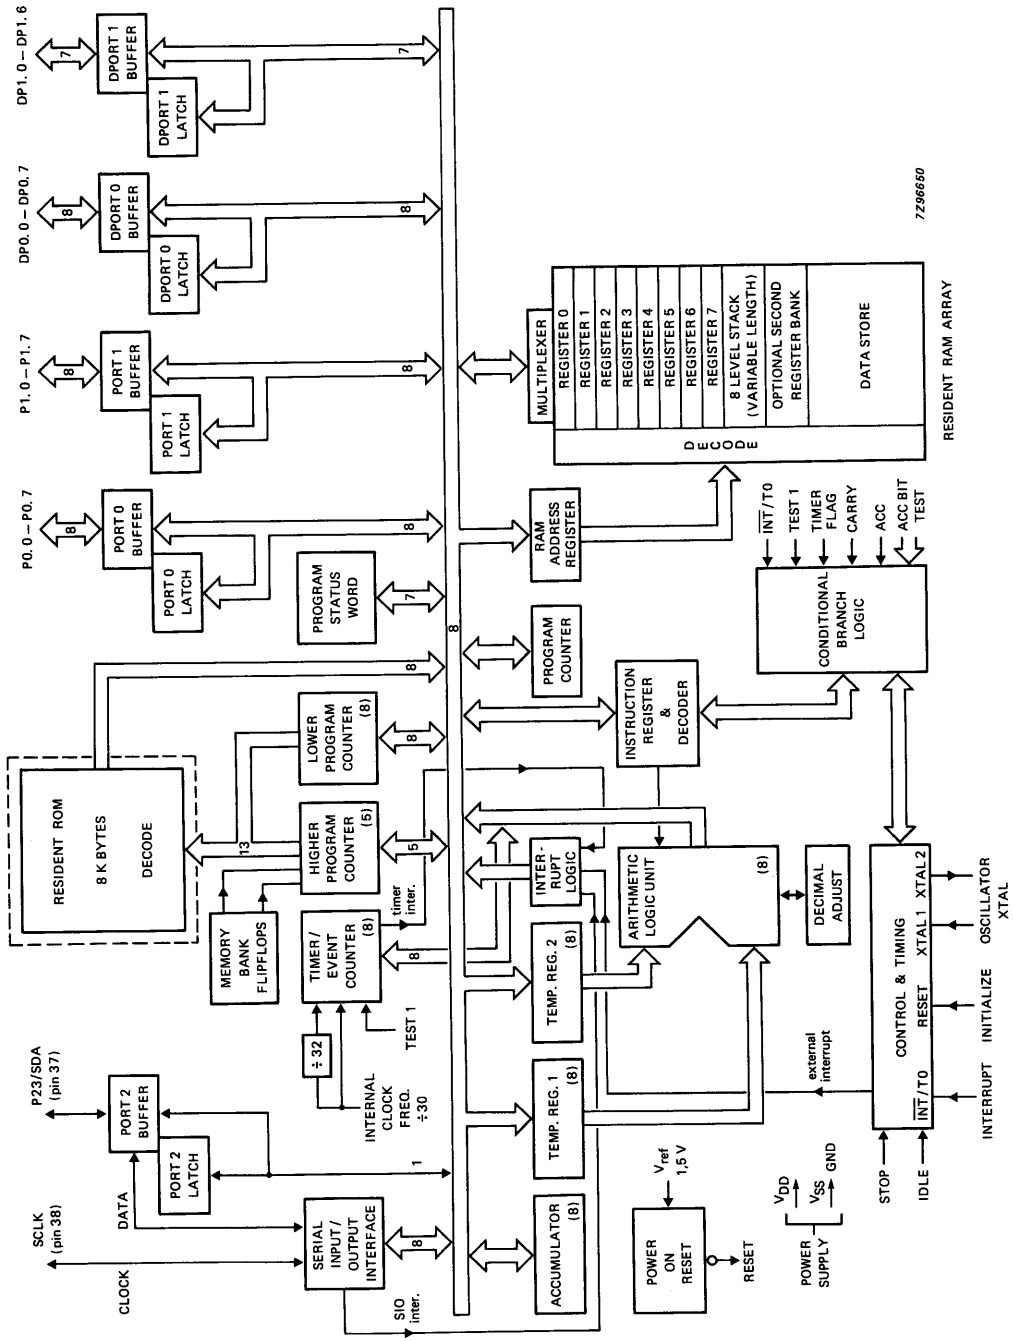 SCLK
(pin 38)
P23/SDA
(pin 37)
RESIDENT ROM
8 K BYTES
DECODE
P0.0 – P0.7
8
P1.0 – P1.7
8
DP0.0 – DP0.7
8
DP1.0 – DP1.6
7
CLOCK
DATA
PORT 2
BUFFER
PORT 2
LATCH
PORT 0
BUFFER
PORT 0
LATCH
PORT 1
BUFFER
PORT 1
LATCH
DPORT 0
BUFFER
DPORT 0
LATCH
DPORT 1
BUFFER
DPORT 1
LATCH
MEMORY
BANK
FLIPFLOPS
13
SERIAL
INPUT/
OUTPUT
INTERFACE
÷ 32
INTERNAL
CLOCK
FREQ.
÷30
TEST 1
TIMER/
EVENT
COUNTER
(8)
HIGHER
PROGRAM
COUNTER
(5)
LOWER
PROGRAM
COUNTER
(8)
PROGRAM
STATUS
WORD
SIO
inter.
8
1
timer
inter.
8
5
8
8
7
8
8
8
7
8
ACCUMULATOR
(8)
TEMP. REG. 1
(8)
TEMP. REG. 2
(8)
INTER-
RUPT
LOGIC
PROGRAM
COUNTER
RAM
ADDRESS
REGISTER
MULTIPLEXER
DECODE
REGISTER 0
REGISTER 1
REGISTER 2
REGISTER 3
REGISTER 4
REGISTER 5
REGISTER 6
REGISTER 7
8 LEVEL STACK
(VARIABLE LENGTH)
OPTIONAL SECOND
REGISTER BANK
DATA STORE
RESIDENT RAM ARRAY
POWER
ON
RESET
Vref
1,5 V
RESET
ARITHMETIC
LOGIC UNIT
(8)
INSTRUCTION
REGISTER
&
DECODER
DECIMAL
ADJUST
CONDITIONAL
BRANCH
LOGIC
INT/T0
TEST 1
TIMER
FLAG
CARRY
ACC
ACC BIT
TEST
POWER
SUPPLY
VDD
VSS
GND
external
interrupt
STOP
IDLE
CONTROL & TIMING
INT/T0
RESET
XTAL 1
XTAL 2
INTERRUPT
INITIALIZE
OSCILLATOR
XTAL
7Z96650